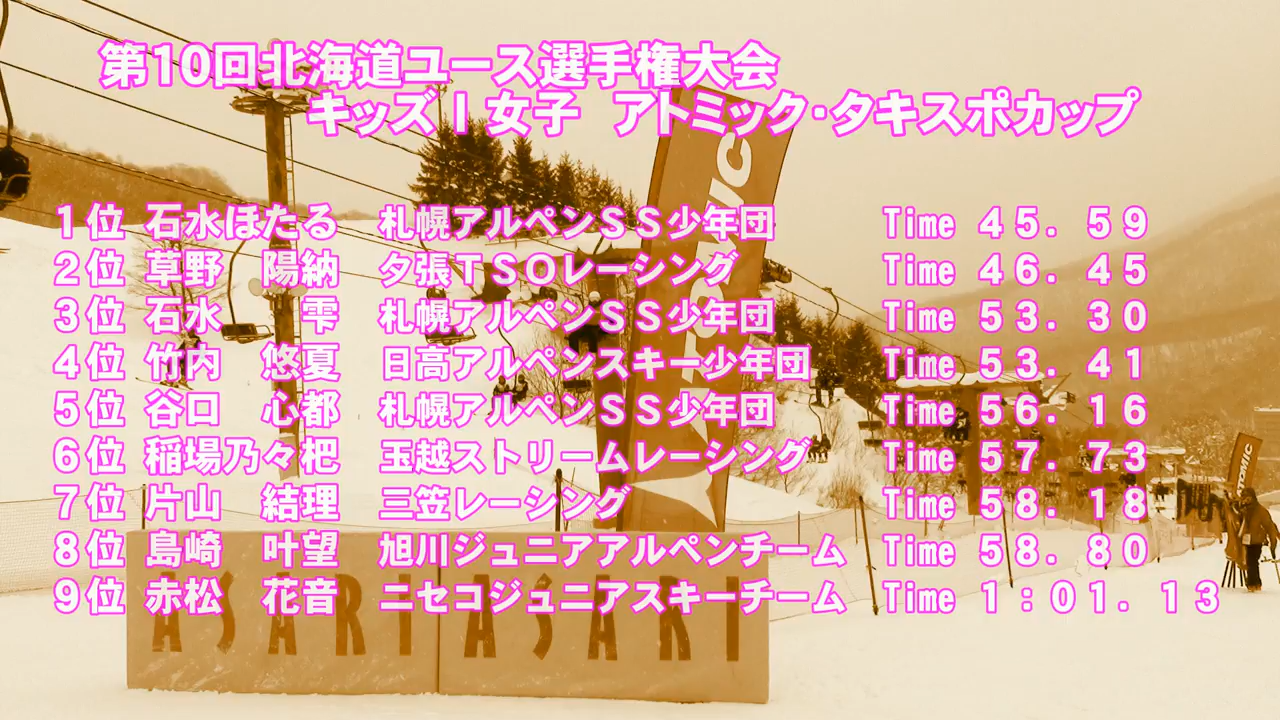 第10回北海道ユース選手権大会
キッズⅠ女子　アトミック・タキスポカップ
１位 石水ほたる　札幌アルペンＳＳ少年団　Time ４５．５９
２位 草野　陽納　夕張ＴＳＯレーシング　Time ４６．４５
３位 石水　　雫　札幌アルペンＳＳ少年団　Time ５３．３０
４位 竹内　悠夏　日高アルペンスキー少年団　Time ５３．４１
５位 谷口　心都　札幌アルペンＳＳ少年団　Time ５６．１６
６位 稲場乃々杷　玉越ストリームレーシング　Time ５７．７３
７位 片山　結理　三笠レーシング　Time ５８．１８
８位 島崎　叶望　旭川ジュニアアルペンチーム　Time ５８．８０
９位 赤松　花音　ニセコジュニアスキーチーム　Time １：０１．１３
ATOMIC
ATOMIC
ASARI ASARI